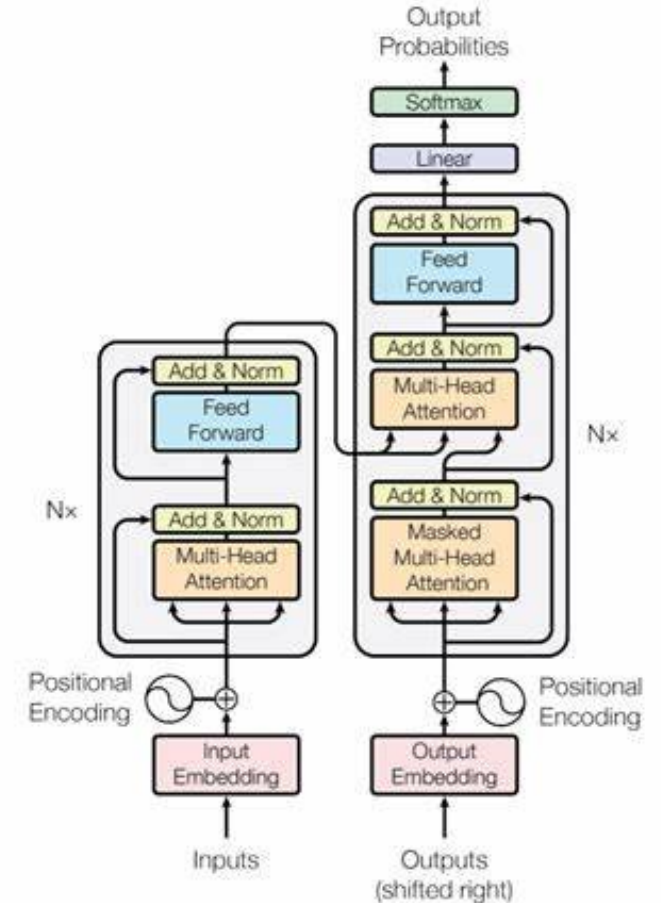 Output
Probabilities
Softmax
Linear
Add & Norm
Feed
Forward
Add & Norm
Multi-Head
Attention
Nx
Add & Norm
Masked
Multi-Head
Attention
Positional
Encoding
Output
Embedding
Outputs
(shifted right)
Add & Norm
Feed
Forward
Nx
Add & Norm
Multi-Head
Attention
Positional
Encoding
Input
Embedding
Inputs